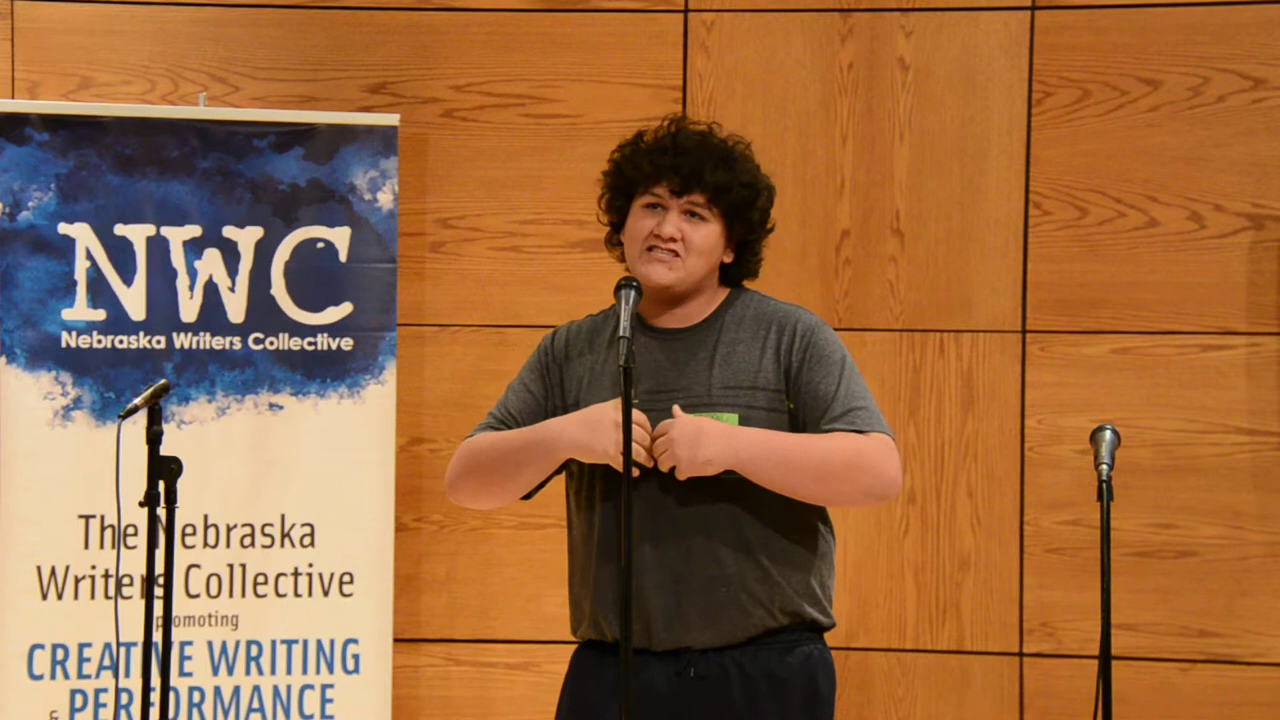 NWC
Nebraska Writers Collective
The Nebraska
Writers Collective
promoting
CREATIVE WRITING
& PERFORMANCE